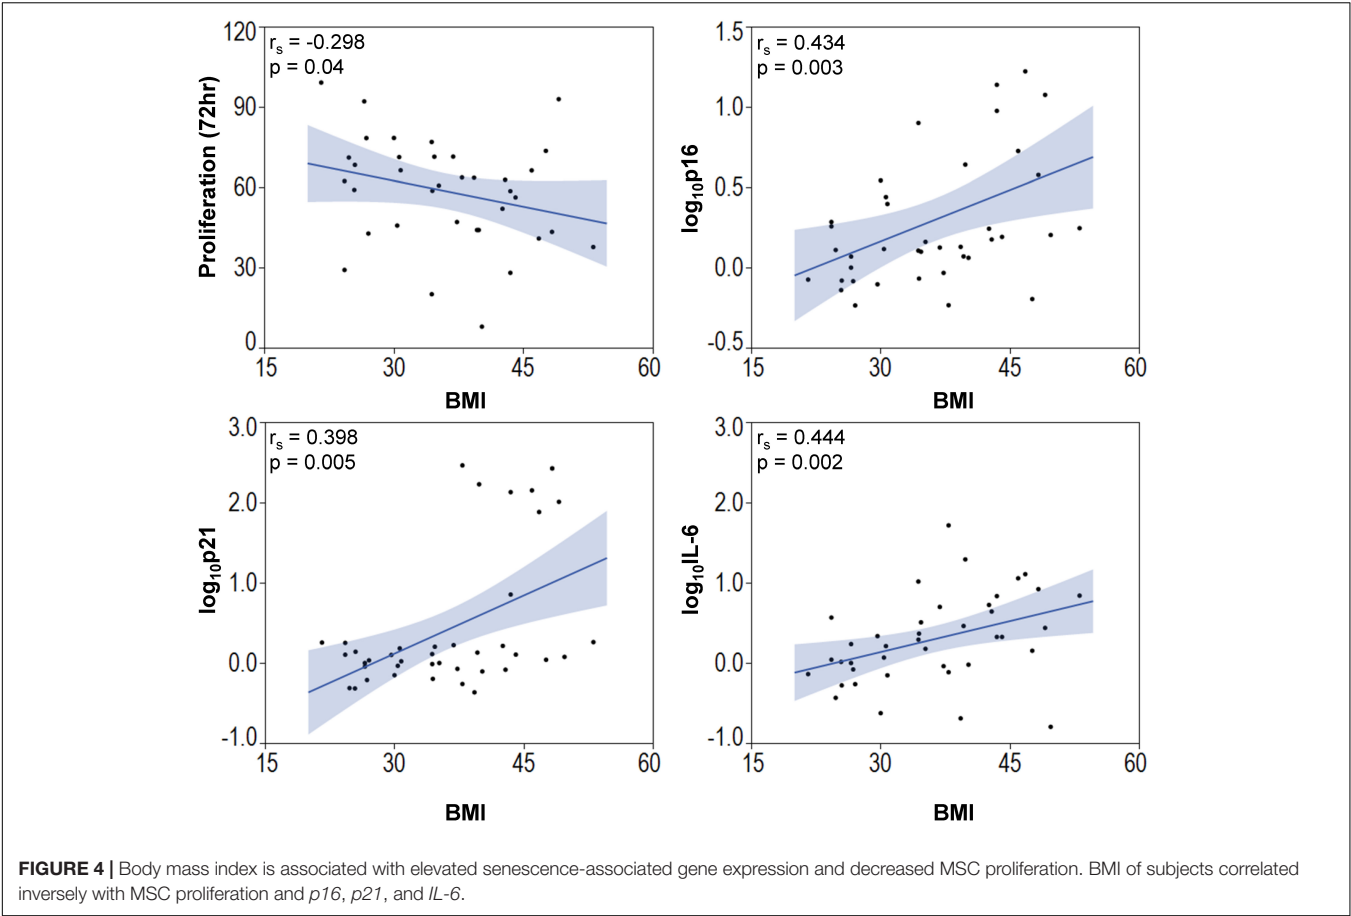 120
90
60
30
0
Proliferation (72hr)
rs = -0.298
p = 0.04
15 30 45 60
BMI
1.5
1.0
0.5
0.0
-0.5
log10p16
rs = 0.434
p = 0.003
15 30 45 60
BMI
3.0
2.0
1.0
0.0
-1.0
log10p21
rs = 0.398
p = 0.005
15 30 45 60
BMI
3.0
2.0
1.0
0.0
-1.0
log10IL-6
rs = 0.444
p = 0.002
15 30 45 60
BMI
FIGURE 4 | Body mass index is associated with elevated senescence-associated gene expression and decreased MSC proliferation. BMI of subjects correlated
inversely with MSC proliferation and p16, p21, and IL-6.